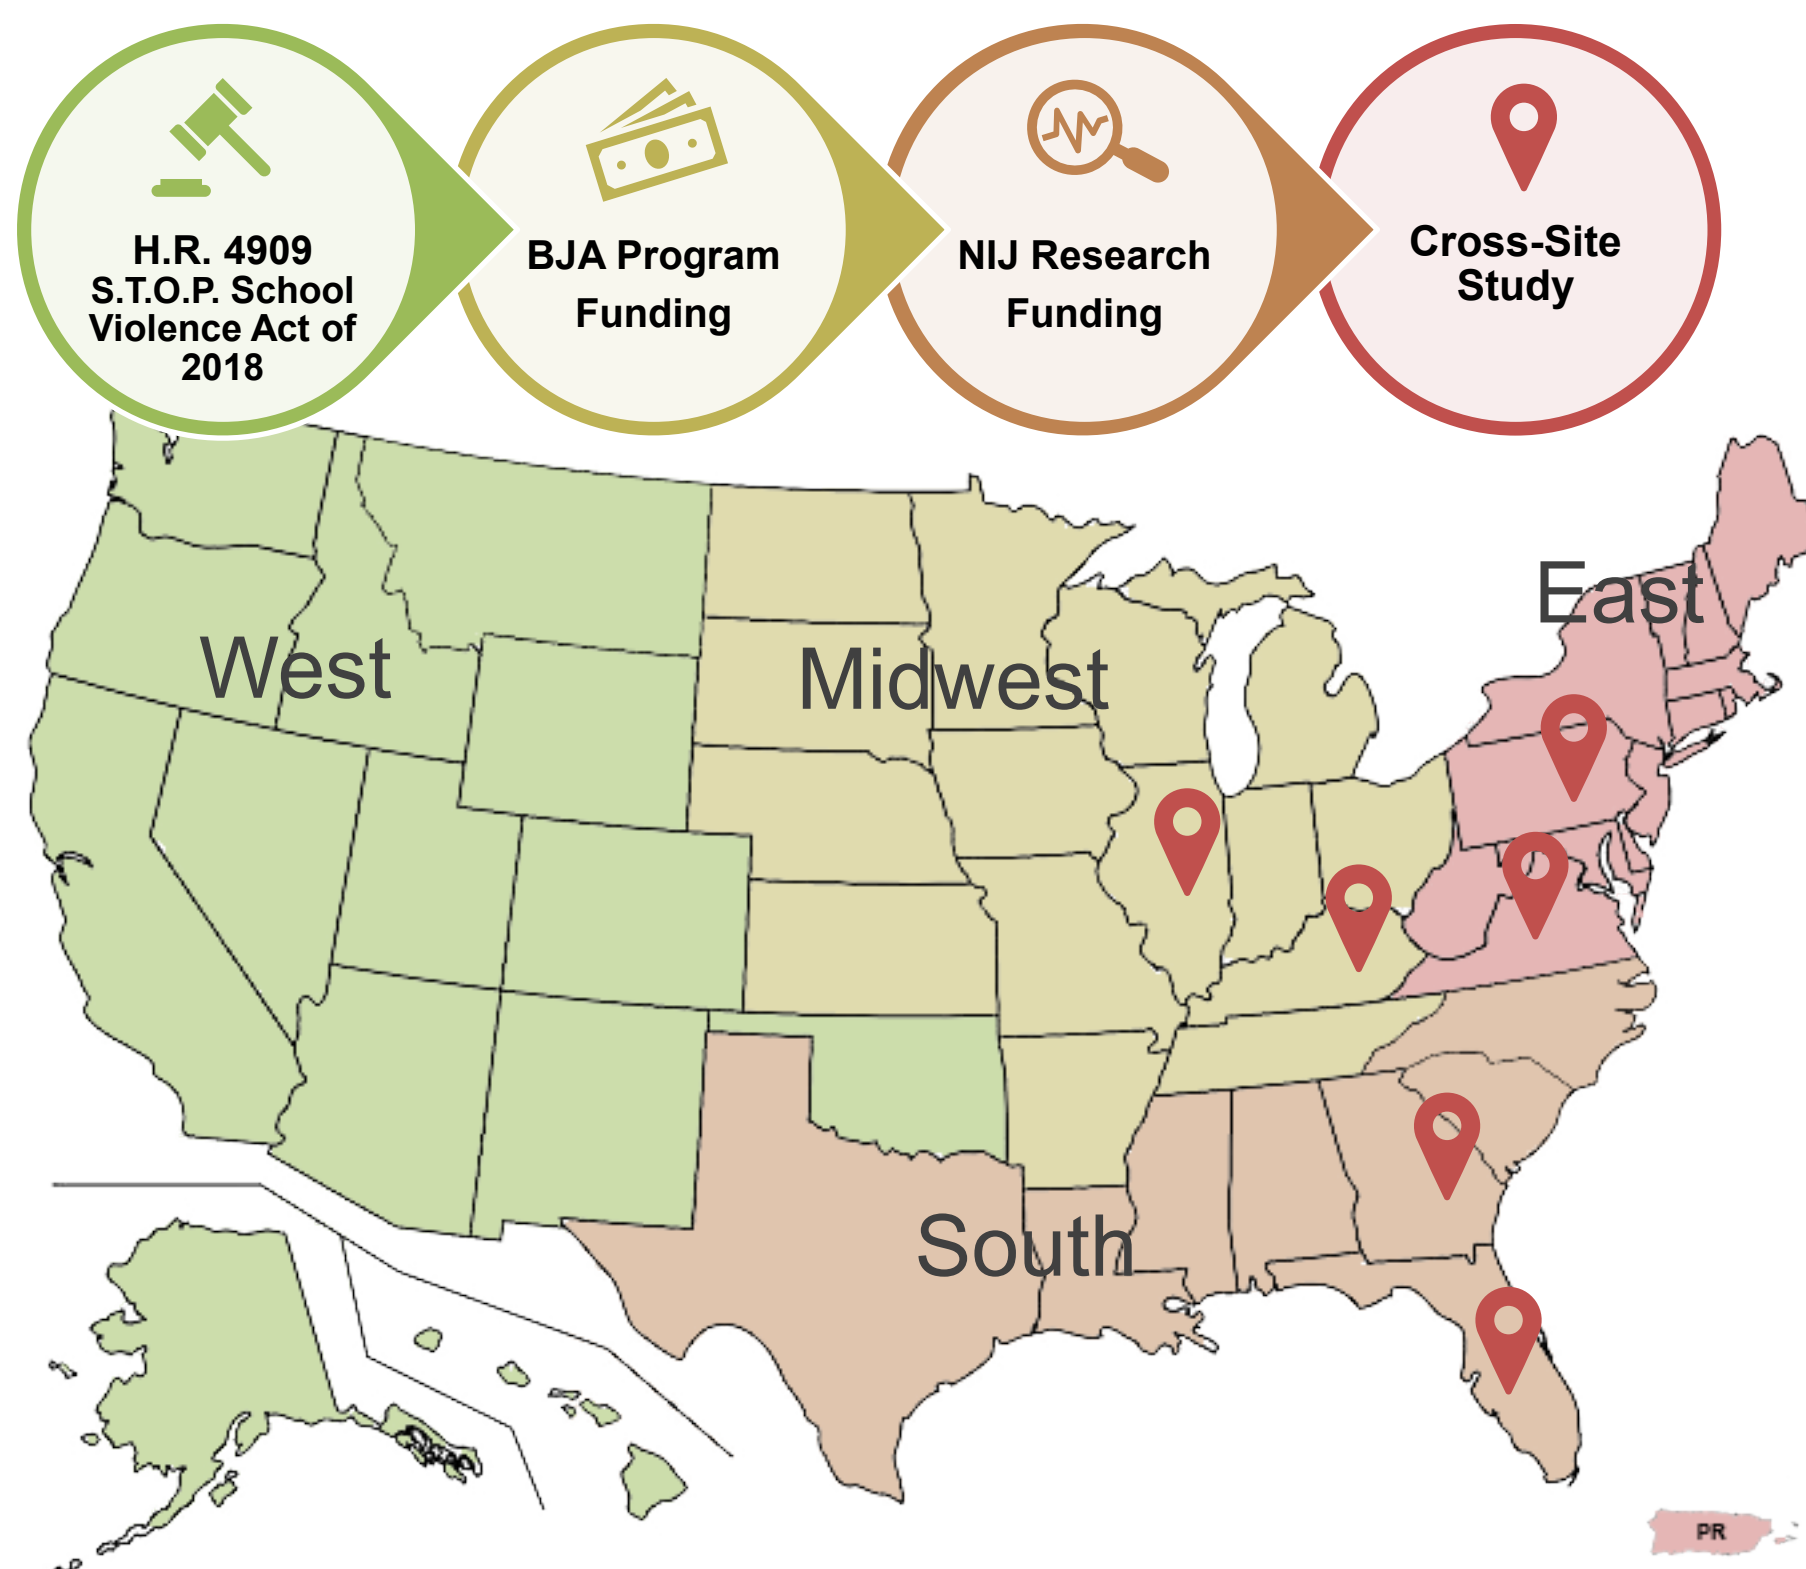 H.R. 4909
S.T.O.P. School
Violence Act of
2018
BJA Program
Funding
NIJ Research
Funding
Cross-Site
Study
East
West
Midwest
South
PR